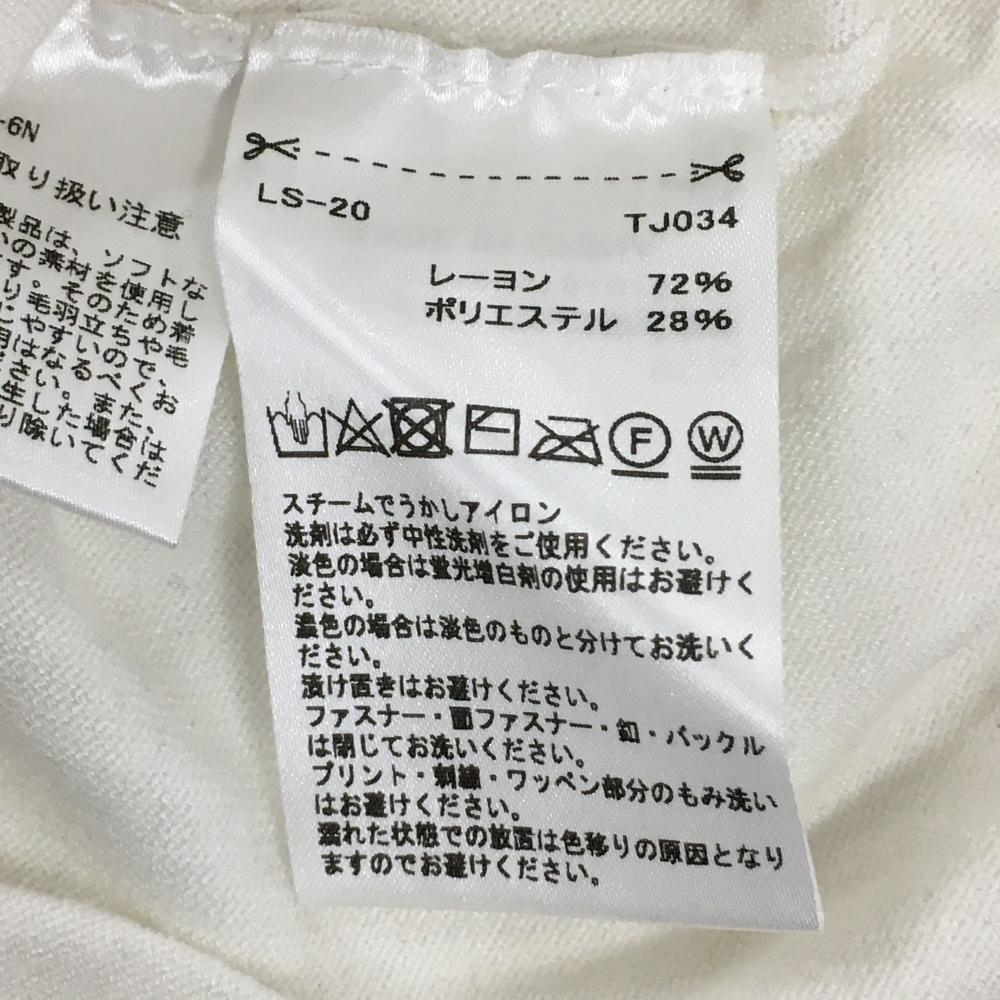 -6N
取り扱い注意
製品は、ソフトな
いの素材を使用し
す。そのため着
り毛羽立ちや毛
じやすいので、
用はなるべくお
ださい。また、
生した場合は
り除いてくだ
LS-20 TJ034
レーヨン 72%
ポリエステル 28%
F W
スチームでうかしアイロン
洗剤は必ず中性洗剤をご使用ください。
淡色の場合は蛍光増白剤の使用はお避けく
ださい。
濃色の場合は淡色のものと分けてお洗いく
ださい。
漬け置きはお避けください。
ファスナー・面ファスナー・釦・バックル
は閉じてお洗いください。
プリント・刺繍・ワッペン部分のもみ洗い
はお避けください。
濡れた状態での放置は色移りの原因となり
ますのでお避けください。